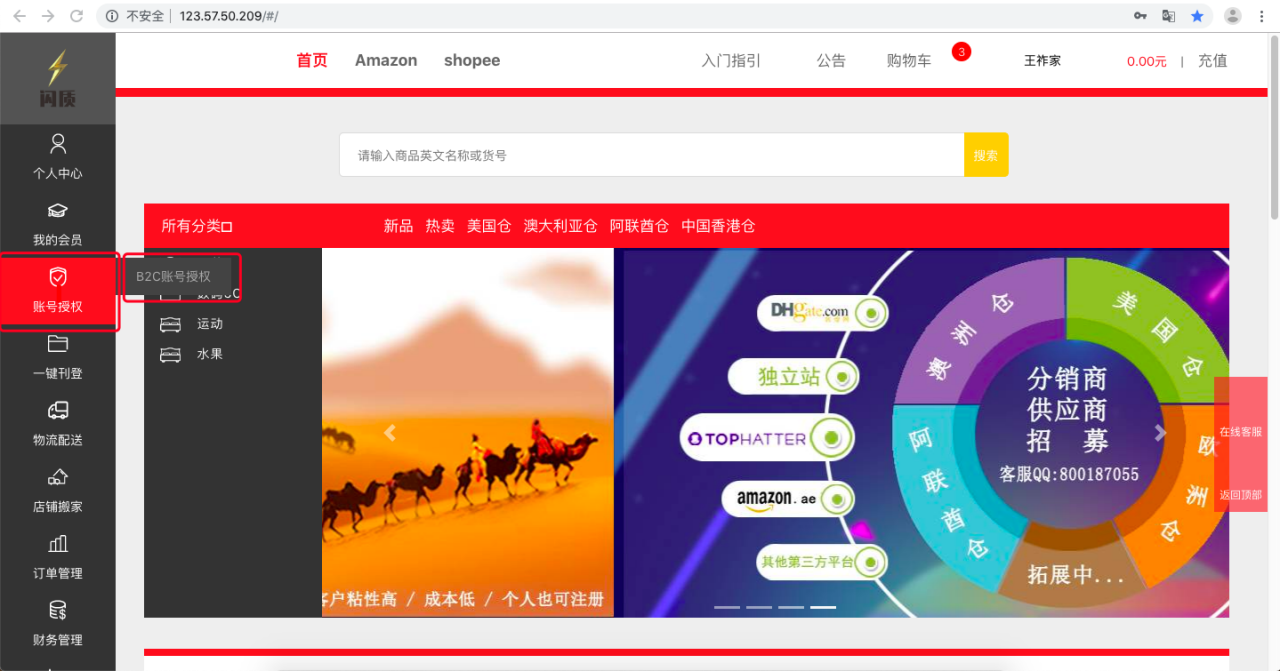 不安全 | 123.57.50.209/#/
首页 Amazon shopee 入门指引 公告 购物车 3 王作家 0.00元 | 充值
闪质
个人中心
我的会员
账号授权
一键刊登
物流配送
店铺搬家
订单管理
财务管理
请输入商品英文名称或货号 搜索
所有分类 新品 热卖 美国仓 澳大利亚仓 阿联酋仓 中国香港仓
B2C账号授权
运动
水果
客户粘性高 / 成本低 / 个人也可注册
DHgate.com
独立站
TOPHATTER
amazon.ae
其他第三方平台
澳洲仓
美国仓
欧洲仓
阿联酋仓
拓展中...
分销商
供应商
招 募
客服QQ:800187055
在线客服
返回顶部